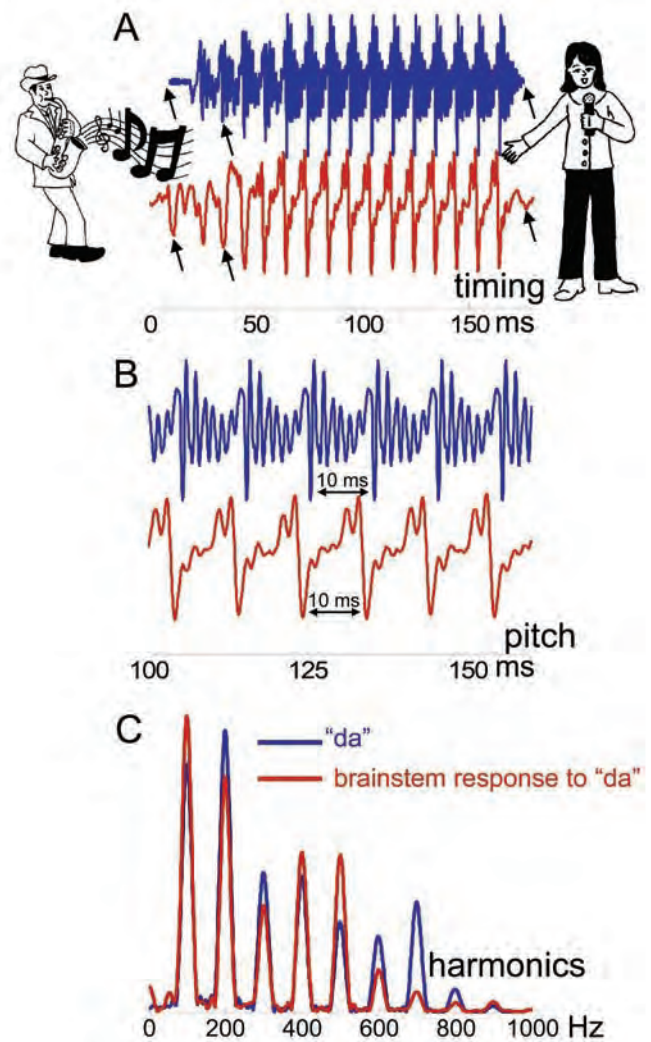 A
timing
0 50 100 150 ms
B
10 ms
10 ms
pitch
100 125 150 ms
C
“da”
brainstem response to “da”
harmonics
0 200 400 600 800 1000 Hz